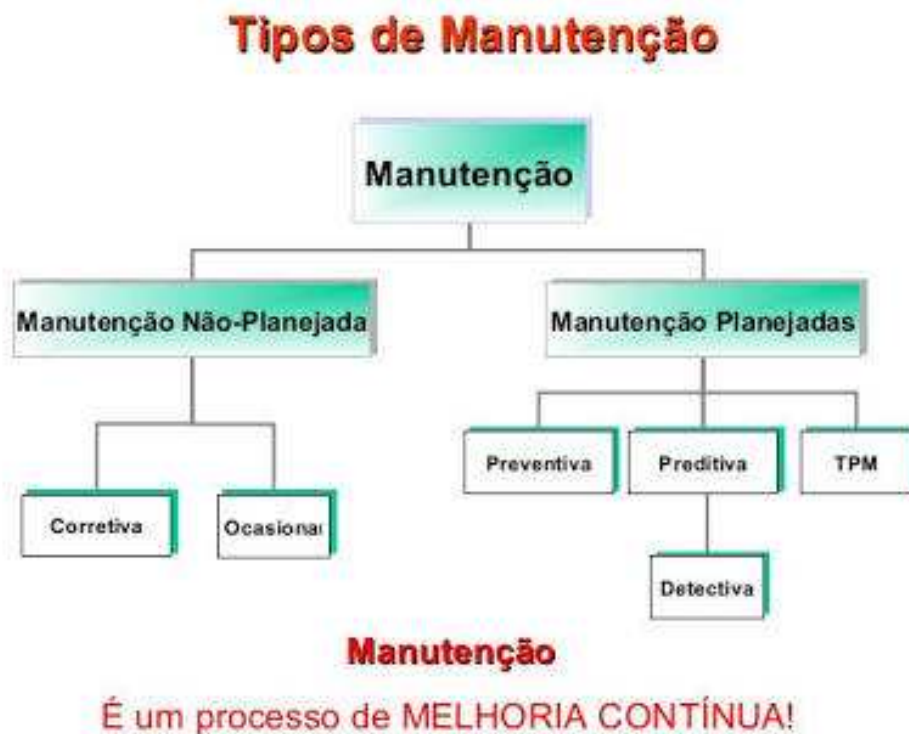 Tipos de Manutenção
Manutenção
Manutenção Não-Planejada
Manutenção Planejadas
Preventiva
Preditiva
TPM
Corretiva
Ocasiona
Detectiva
Manutenção
É um processo de MELHORIA CONTÍNUA!